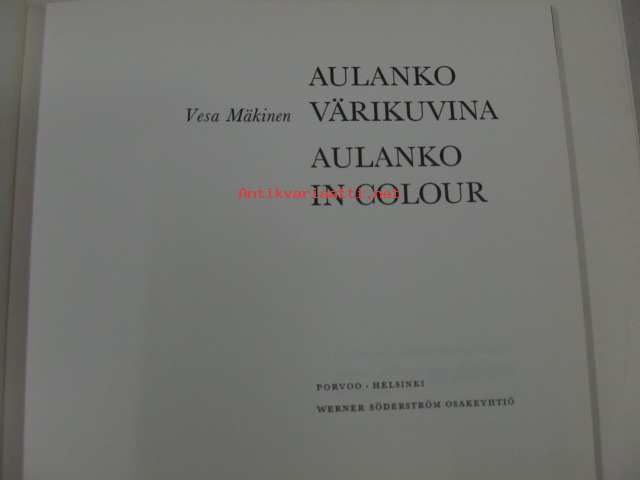 AULANKO
Vesa Mäkinen VÄRIKUVINA
AULANKO
Antikvariaatti.net
IN COLOUR
PORVOO · HELSINKI
WERNER SÖDERSTRÖM OSAKEYHTIÖ